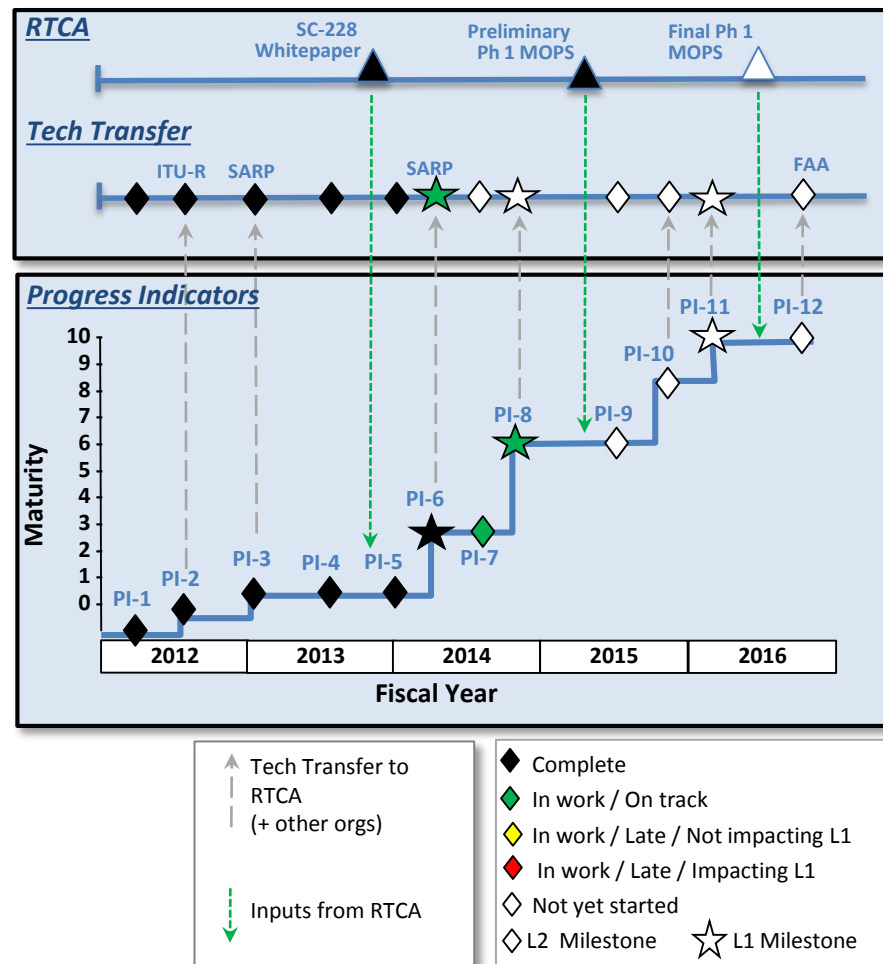 RTCA
SC-228
Whitepaper
Preliminary
Ph 1 MOPS
Final Ph 1
MOPS
Tech Transfer
ITU-R
SARP
SARP
FAA
Progress Indicators
Maturity
10
9
8
7
6
5
4
3
2
1
0
PI-1
PI-2
PI-3
PI-4
PI-5
PI-6
PI-7
PI-8
PI-9
PI-10
PI-11
PI-12
2012
2013
2014
2015
2016
Fiscal Year
Tech Transfer to
RTCA
(+ other orgs)
Inputs from RTCA
Complete
In work / On track
In work / Late / Not impacting L1
In work / Late / Impacting L1
Not yet started
L2 Milestone
L1 Milestone